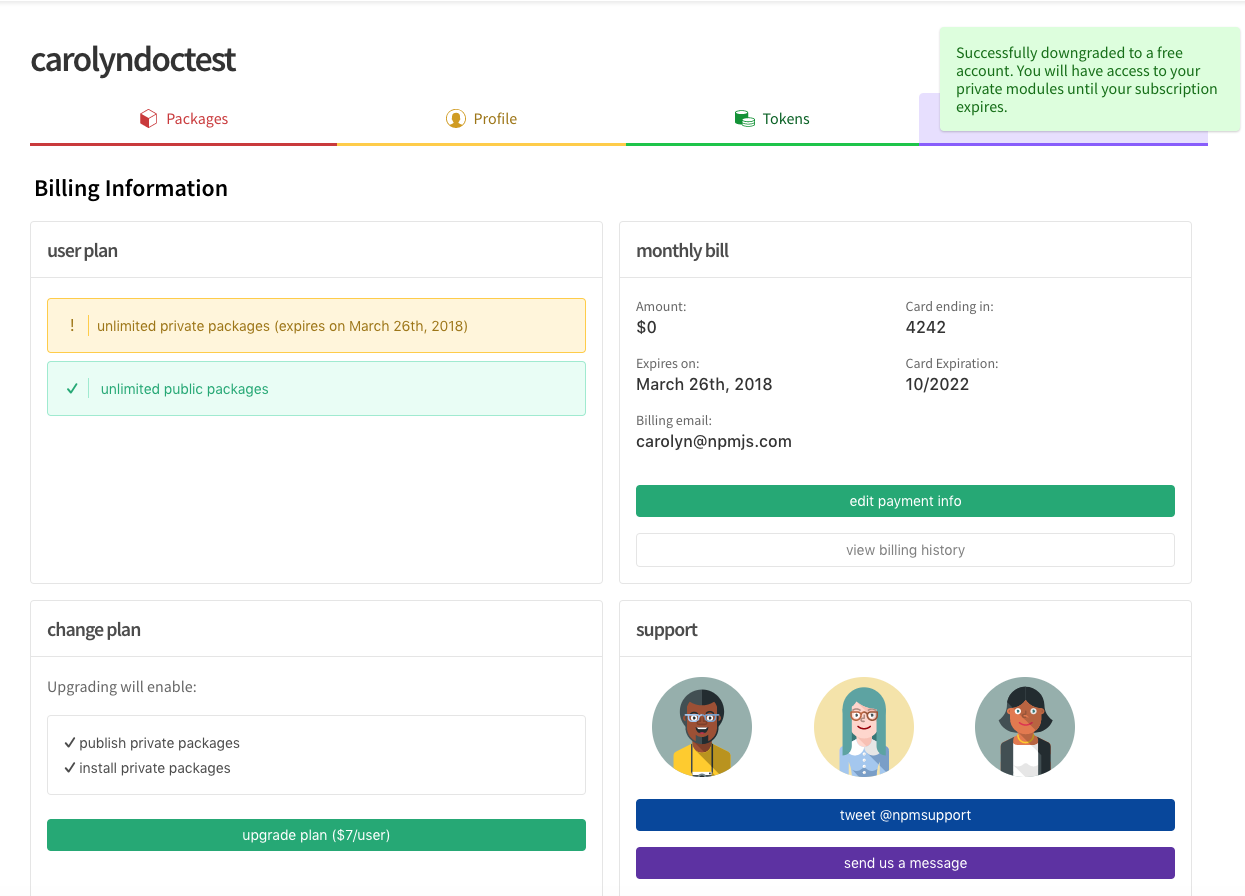 carolyndoctest
Successfully downgraded to a free
account. You will have access to your
private modules until your subscription
expires.
Packages
Profile
Tokens
Billing Information
user plan
! unlimited private packages (expires on March 26th, 2018)
✓ unlimited public packages
monthly bill
Amount:
$0
Card ending in:
4242
Expires on:
March 26th, 2018
Card Expiration:
10/2022
Billing email:
carolyn@npmjs.com
edit payment info
view billing history
change plan
Upgrading will enable:
✓ publish private packages
✓ install private packages
upgrade plan ($7/user)
support
tweet @npmsupport
send us a message